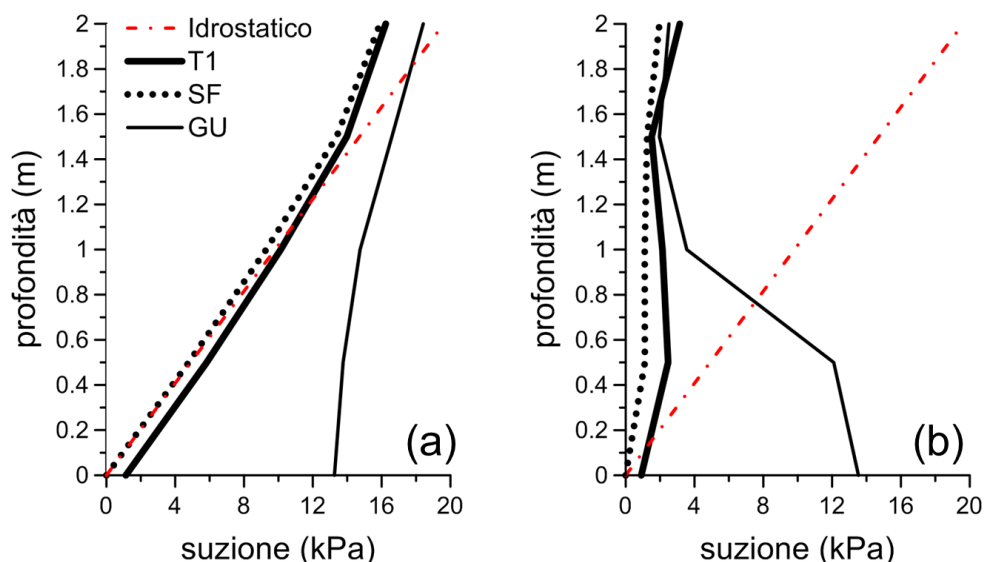 2
1.8
1.6
1.4
1.2
1
0.8
0.6
0.4
0.2
0
profondità (m)
Idrostatico
T1
SF
GU
(a)
0 4 8 12 16 20
suzione (kPa)
2
1.8
1.6
1.4
1.2
1
0.8
0.6
0.4
0.2
0
profondità (m)
(b)
0 4 8 12 16 20
suzione (kPa)